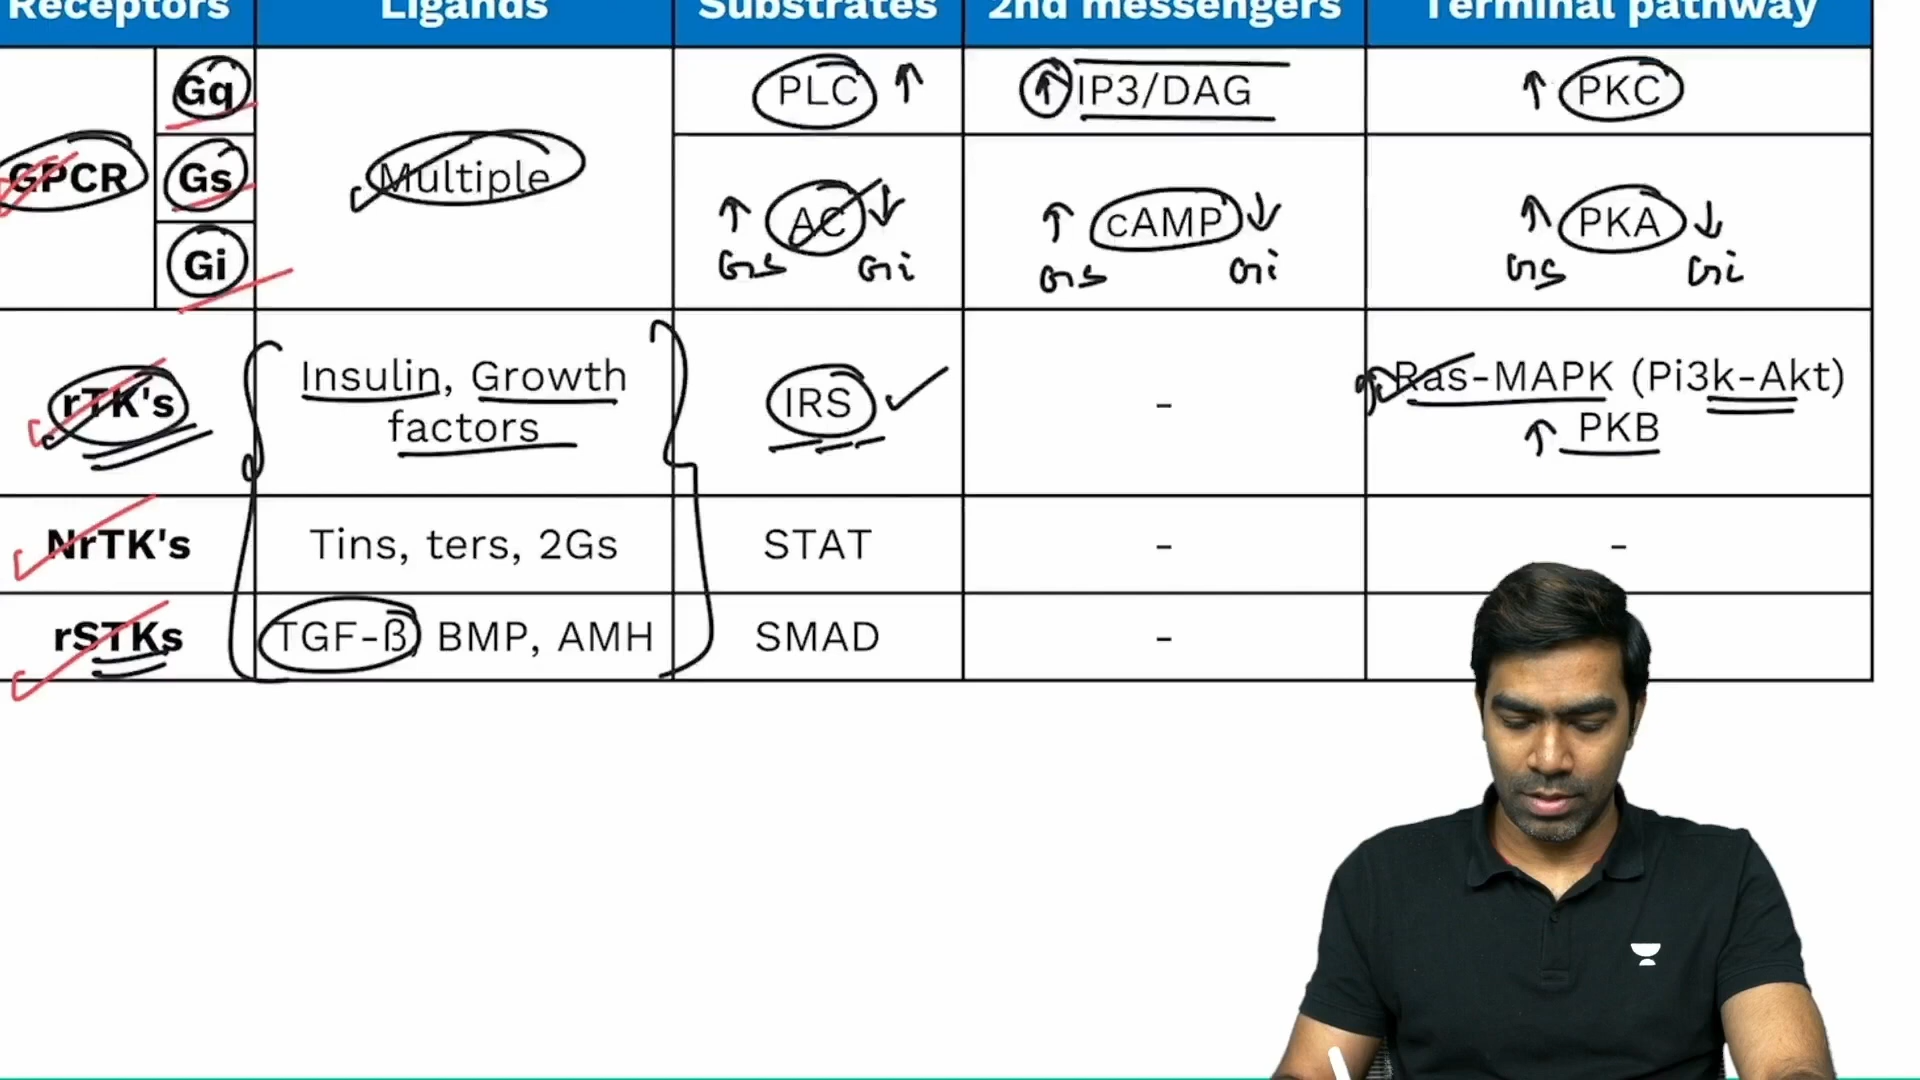 Receptors Ligands Substrates 2nd messengers Terminal pathway
Gq PLC ↑ ↑ IP3/DAG ↑ PKC
GPCR Gs Multiple
↑ AC ↓ ↑ cAMP ↓ ↑ PKA ↓
Gi Gs Gi Gs Gi Gs Gi
rTK's Insulin, Growth factors IRS - ↑ Ras-MAPK (Pi3k-Akt)
↑ PKB
NrTK's Tins, ters, 2Gs STAT - -
rSTKs TGF-ß, BMP, AMH SMAD -